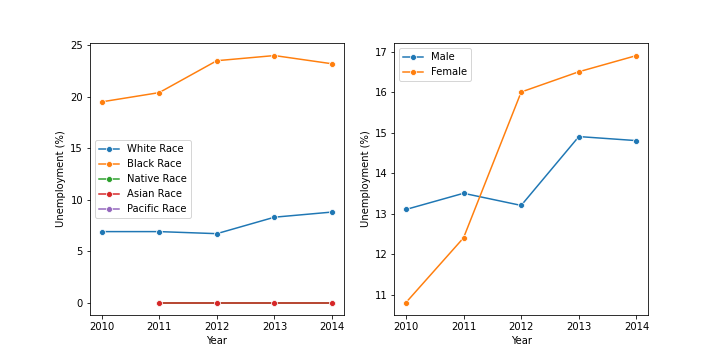 25
20
15
10
5
0
Unemployment (%)
White Race
Black Race
Native Race
Asian Race
Pacific Race
2010 2011 2012 2013 2014
Year
17
16
15
14
13
12
11
Unemployment (%)
Male
Female
2010 2011 2012 2013 2014
Year